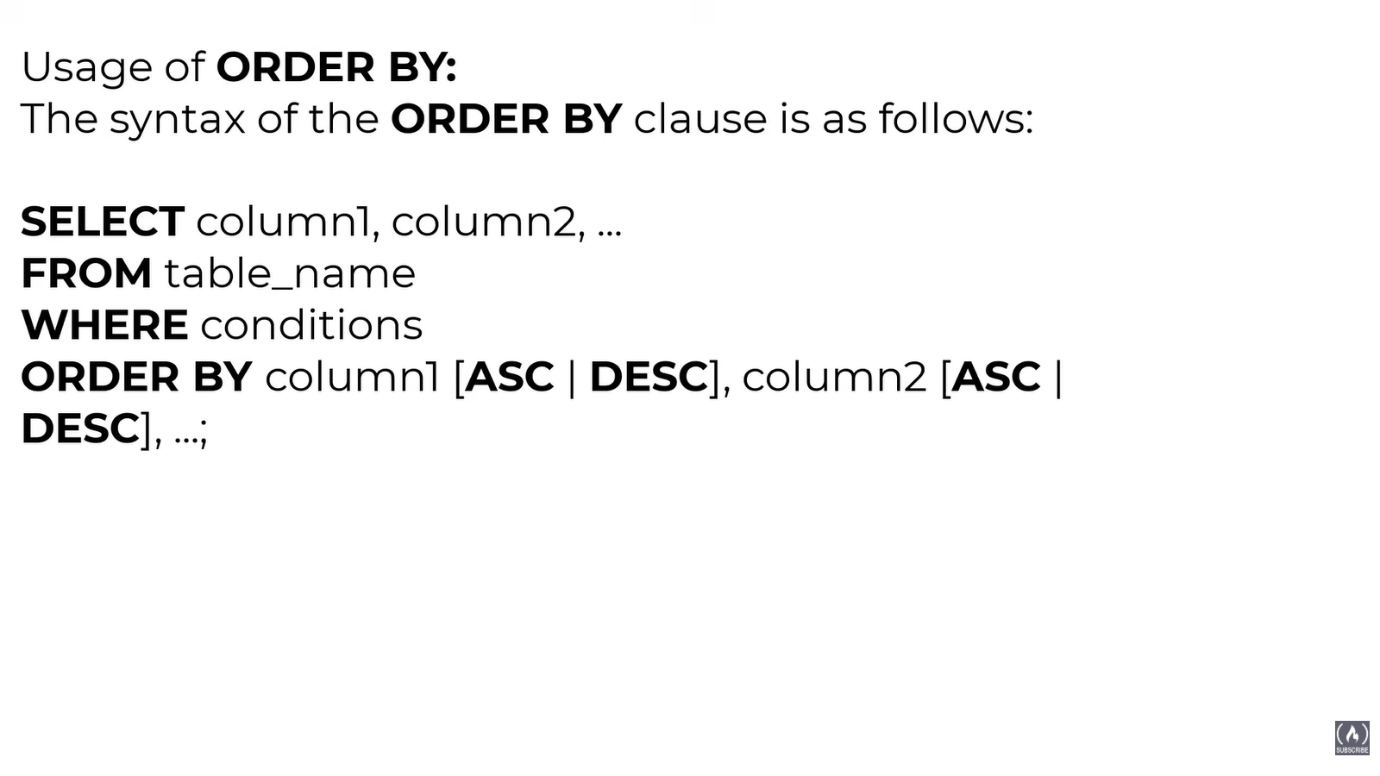 Usage of ORDER BY:
The syntax of the ORDER BY clause is as follows:
SELECT column1, column2, ...
FROM table_name
WHERE conditions
ORDER BY column1 [ASC | DESC], column2 [ASC |
DESC], ...;
SUBSCRIBE